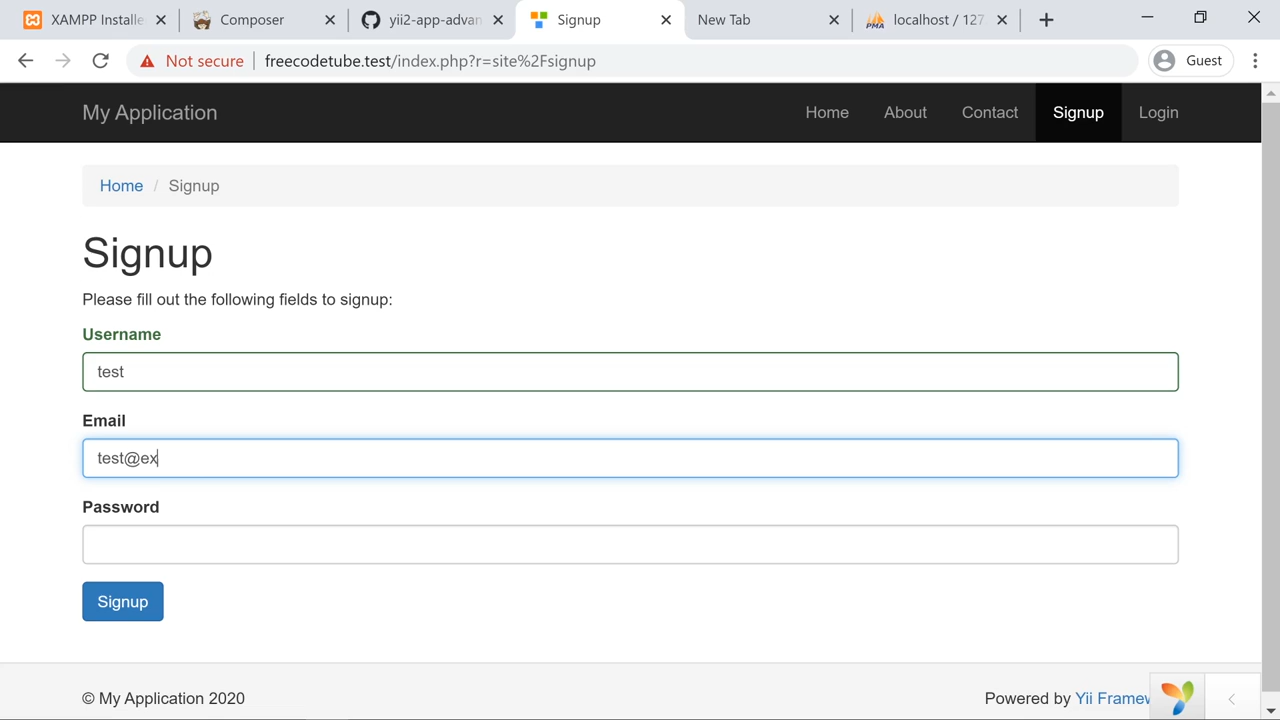 XAMPP Installe
Composer
yii2-app-advan
Signup
New Tab
localhost / 127
Not secure
freecodetube.test/index.php?r=site%2Fsignup
Guest
My Application
Home
About
Contact
Signup
Login
Home / Signup
Signup
Please fill out the following fields to signup:
Username
test
Email
test@ex
Password
Signup
© My Application 2020
Powered by Yii Framew